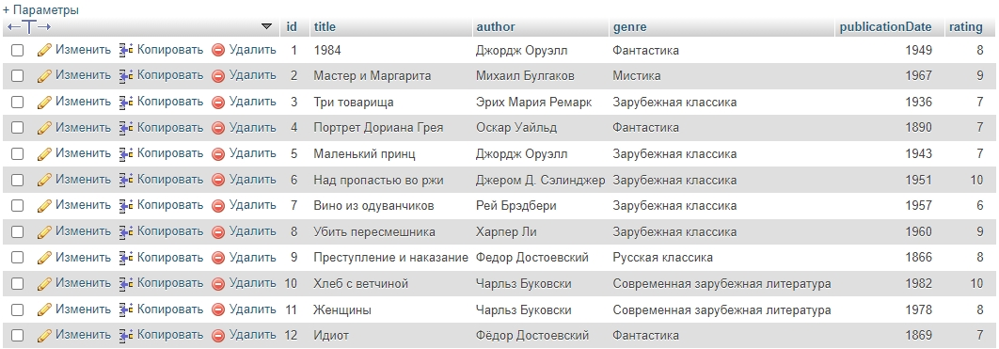 + Параметры
id title author genre publicationDate rating
Изменить Копировать Удалить 1 1984 Джордж Оруэлл Фантастика 1949 8
Изменить Копировать Удалить 2 Мастер и Маргарита Михаил Булгаков Мистика 1967 9
Изменить Копировать Удалить 3 Три товарища Эрих Мария Ремарк Зарубежная классика 1936 7
Изменить Копировать Удалить 4 Портрет Дориана Грея Оскар Уайльд Фантастика 1890 7
Изменить Копировать Удалить 5 Маленький принц Джордж Оруэлл Зарубежная классика 1943 7
Изменить Копировать Удалить 6 Над пропастью во ржи Джером Д. Сэлинджер Зарубежная классика 1951 10
Изменить Копировать Удалить 7 Вино из одуванчиков Рей Брэдбери Зарубежная классика 1957 6
Изменить Копировать Удалить 8 Убить пересмешника Харпер Ли Зарубежная классика 1960 9
Изменить Копировать Удалить 9 Преступление и наказание Федор Достоевский Русская классика 1866 8
Изменить Копировать Удалить 10 Хлеб с ветчиной Чарльз Буковски Современная зарубежная литература 1982 10
Изменить Копировать Удалить 11 Женщины Чарльз Буковски Современная зарубежная литература 1978 8
Изменить Копировать Удалить 12 Идиот Фёдор Достоевский Фантастика 1869 7